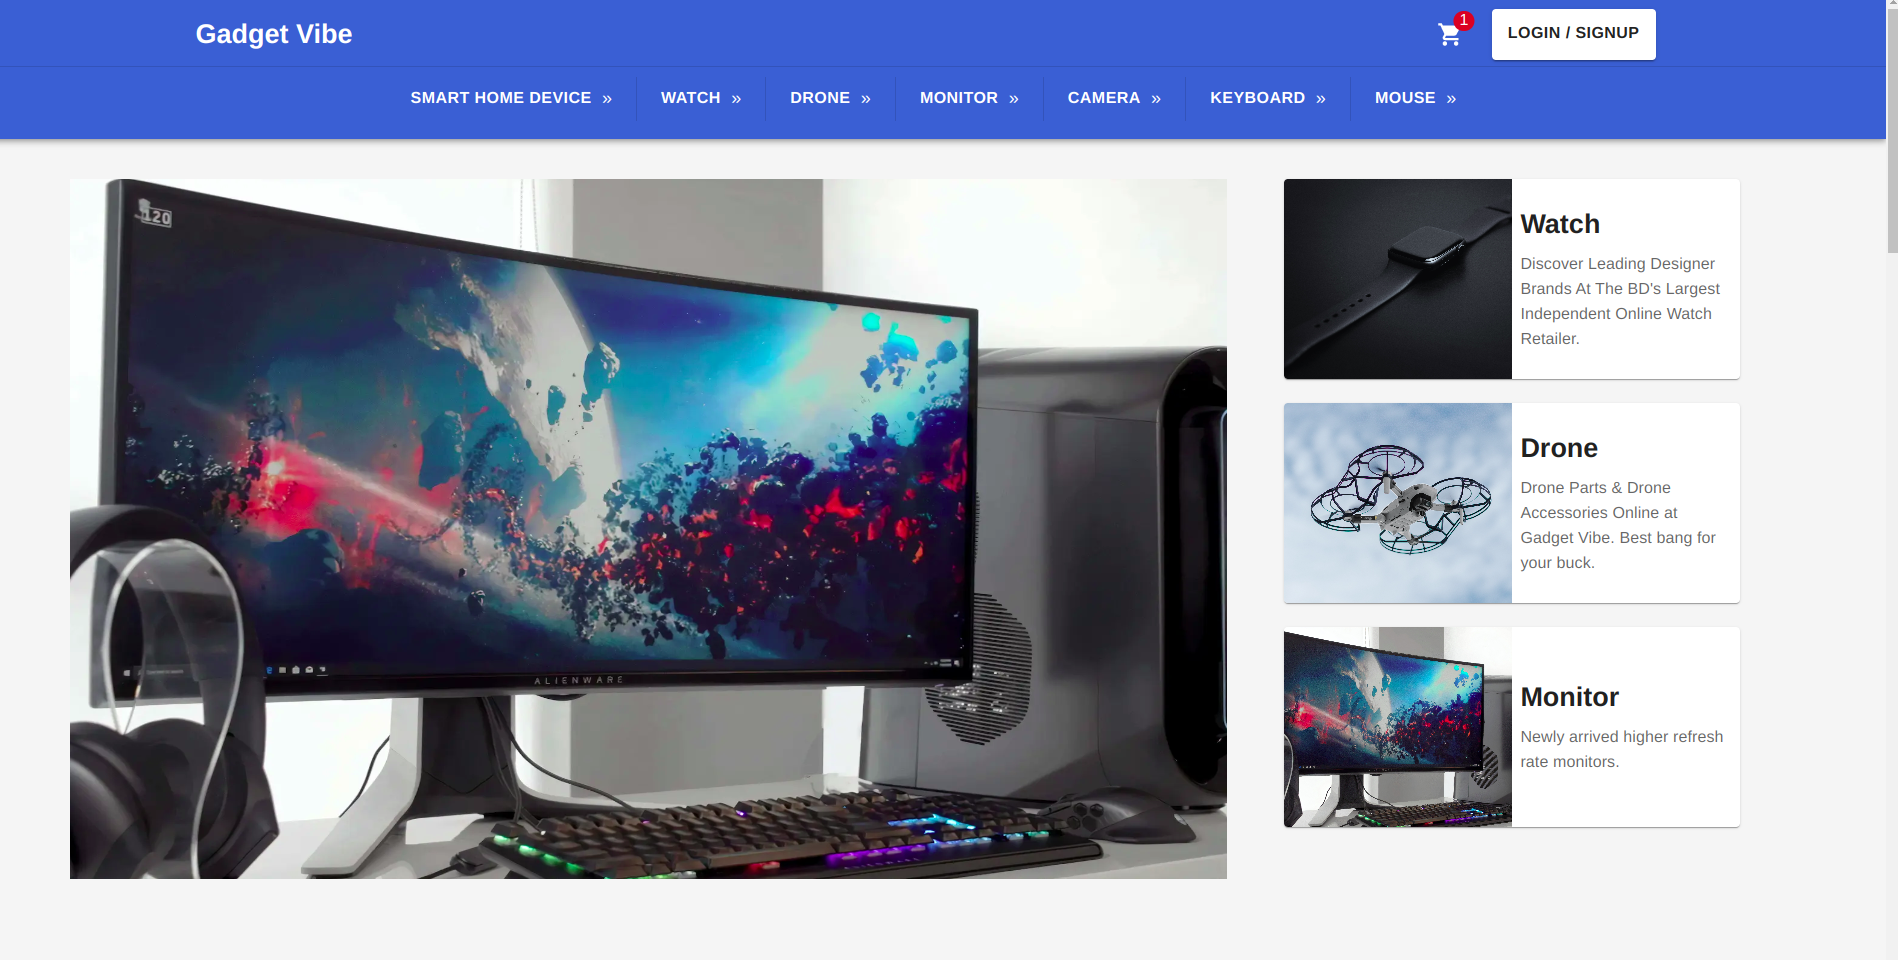 Gadget Vibe
1
LOGIN / SIGNUP
SMART HOME DEVICE »
WATCH »
DRONE »
MONITOR »
CAMERA »
KEYBOARD »
MOUSE »
120
ALIENWARE
Watch
Discover Leading Designer
Brands At The BD's Largest
Independent Online Watch
Retailer.
Drone
Drone Parts & Drone
Accessories Online at
Gadget Vibe. Best bang for
your buck.
Monitor
Newly arrived higher refresh
rate monitors.